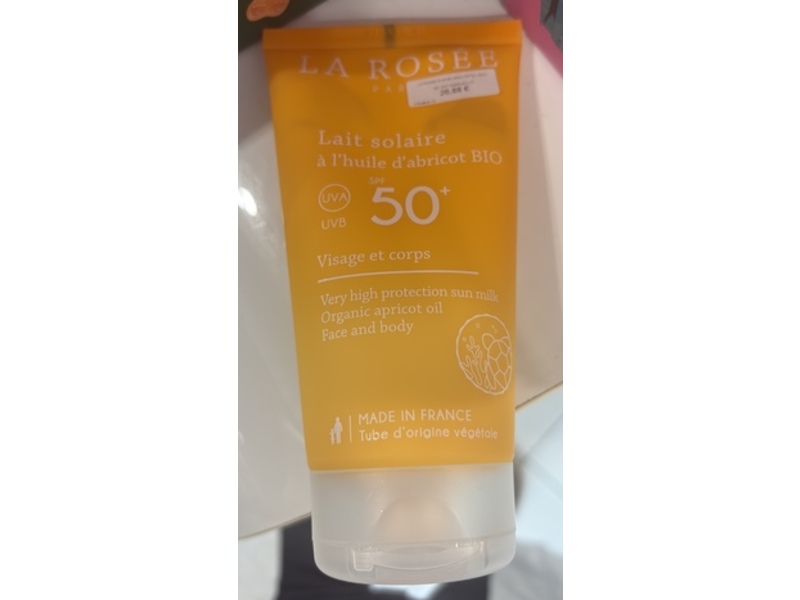 LA ROSÉE
Lait solaire
à l'huile d'abricot BIO
UVA
UVB
SPF
50+
Visage et corps
Very high protection sun milk
Organic apricot oil
Face and body
MADE IN FRANCE
Tube d'origine végétale